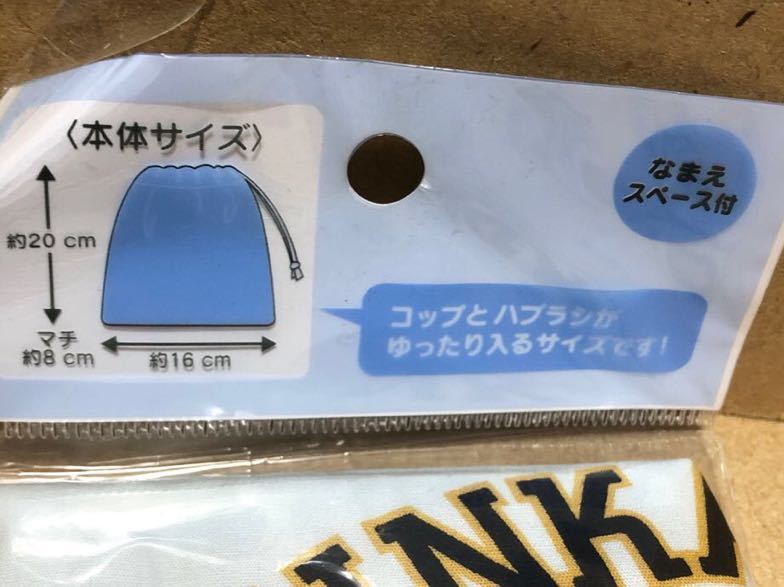 〈本体サイズ〉
約20 cm
マチ
約8 cm
約16 cm
なまえ
スペース付
コップとハブラシが
ゆったり入るサイズです!
INK